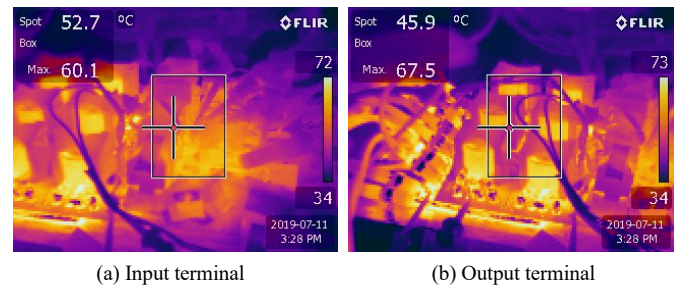 Spot 52.7 °C
Box
Max. 60.1
FLIR
72
34
2019-07-11
3:28 PM
(a) Input terminal
Spot 45.9 °C
Box
Max. 67.5
FLIR
73
34
2019-07-11
3:28 PM
(b) Output terminal